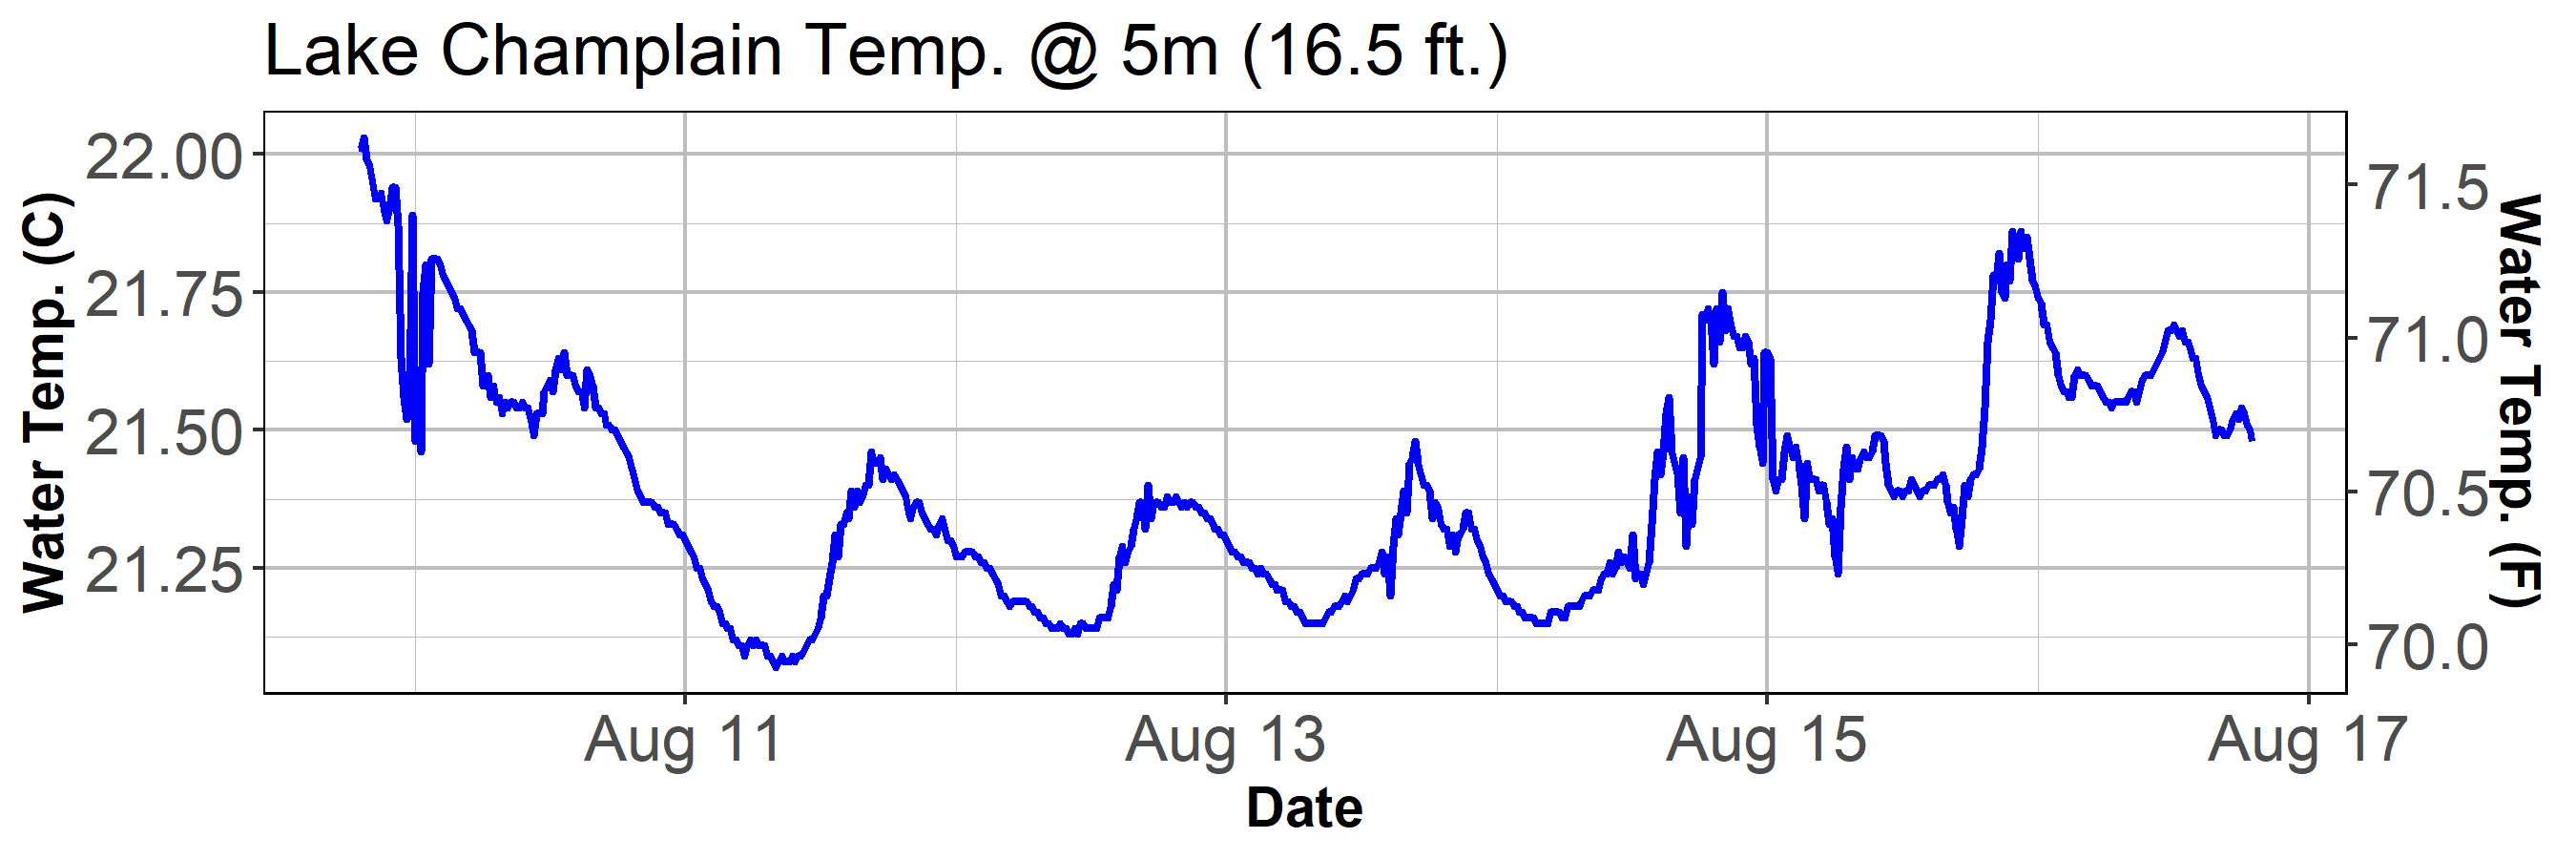 Lake Champlain Temp. @ 5m (16.5 ft.)
Water Temp. (C)
22.00
21.75
21.50
21.25
71.5
71.0
70.5
70.0
Water Temp. (F)
Aug 11
Aug 13
Aug 15
Aug 17
Date